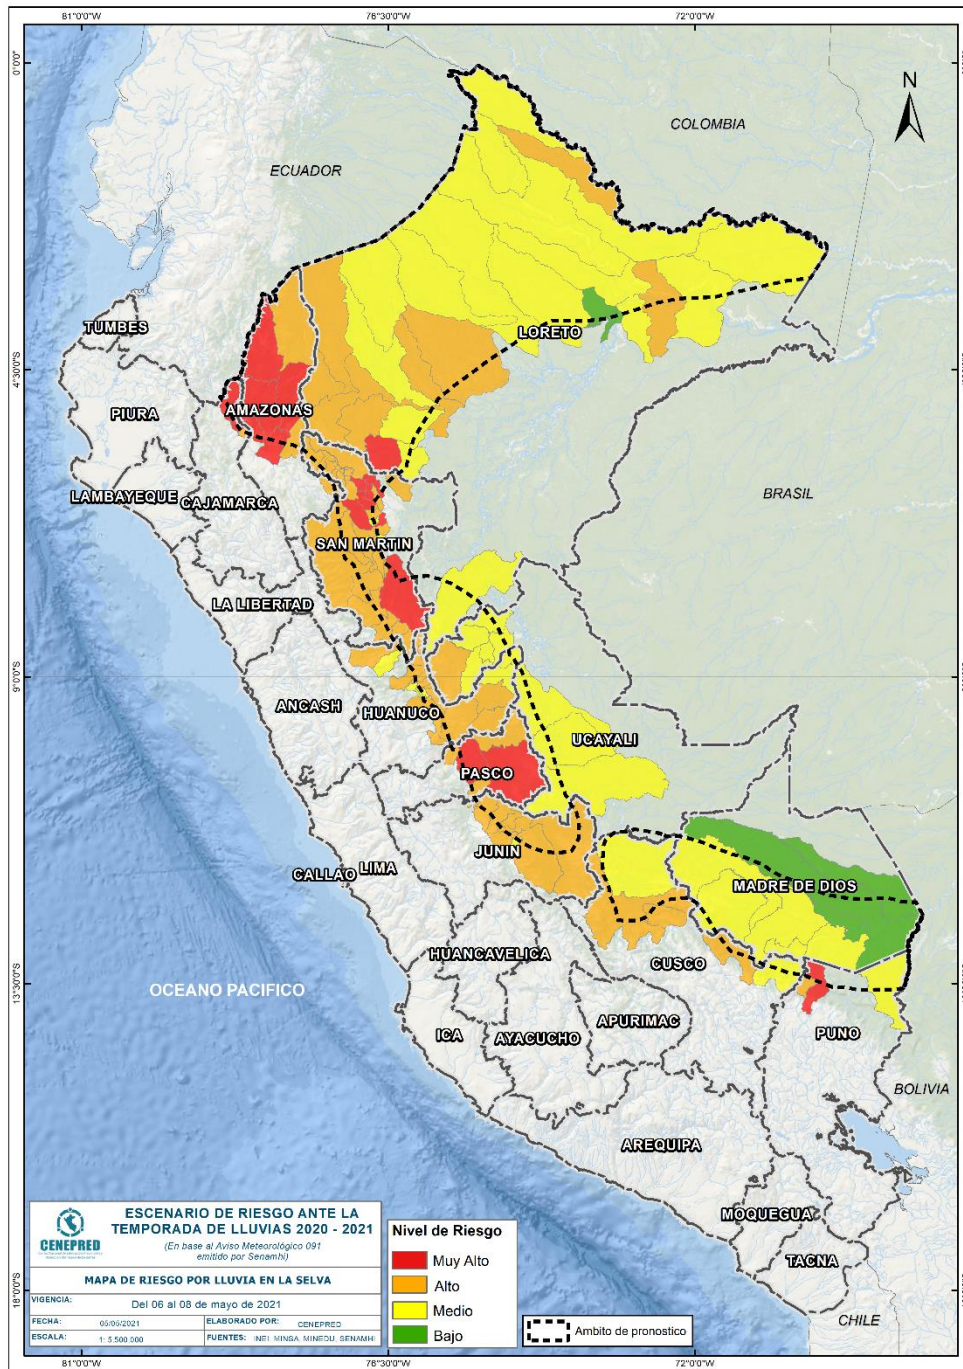 81°0'0"W
76°30'0"W
72°0'0"W
0°0'0"
N
COLOMBIA
ECUADOR
TUMBES
LORETO
4°30'0"S
AMAZONAS
PIURA
LAMBAYEQUE
CAJAMARCA
BRASIL
SAN MARTIN
LA LIBERTAD
9°0'0"S
ANCASH
HUANUCO
UCAYALI
PASCO
JUNIN
LIMA
CALLAO
MADRE DE DIOS
HUANCAVELICA
CUSCO
13°30'0"S
OCEANO PACIFICO
ICA
AYACUCHO
APURIMAC
PUNO
BOLIVIA
AREQUIPA
MOQUEGUA
TACNA
18°0'0"S
CHILE
CENEPRED
ESCENARIO DE RIESGO ANTE LA
TEMPORADA DE LLUVIAS 2020 - 2021
(En base al Aviso Meteorológico 091
emitido por Senamhi)
MAPA DE RIESGO POR LLUVIA EN LA SELVA
VIGENCIA: Del 06 al 08 de mayo de 2021
FECHA: 05/05/2021 ELABORADO POR: CENEPRED
ESCALA: 1: 5.500 000 FUENTES: INEI, MINSA, MINEDU, SENAMHI
Nivel de Riesgo
Muy Alto
Alto
Medio
Bajo
Ambito de pronostico
81°0'0"W
76°30'0"W
72°0'0"W